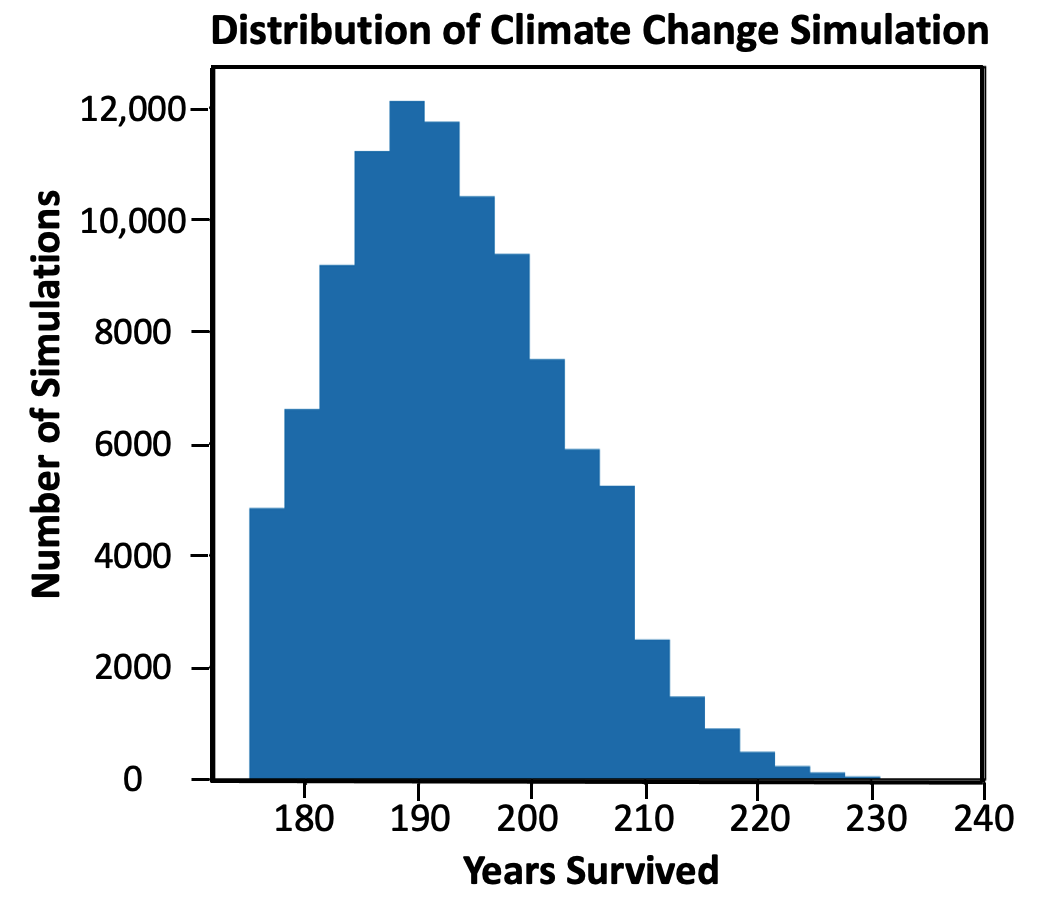 Distribution of Climate Change Simulation
Number of Simulations
12,000
10,000
8000
6000
4000
2000
0
180 190 200 210 220 230 240
Years Survived